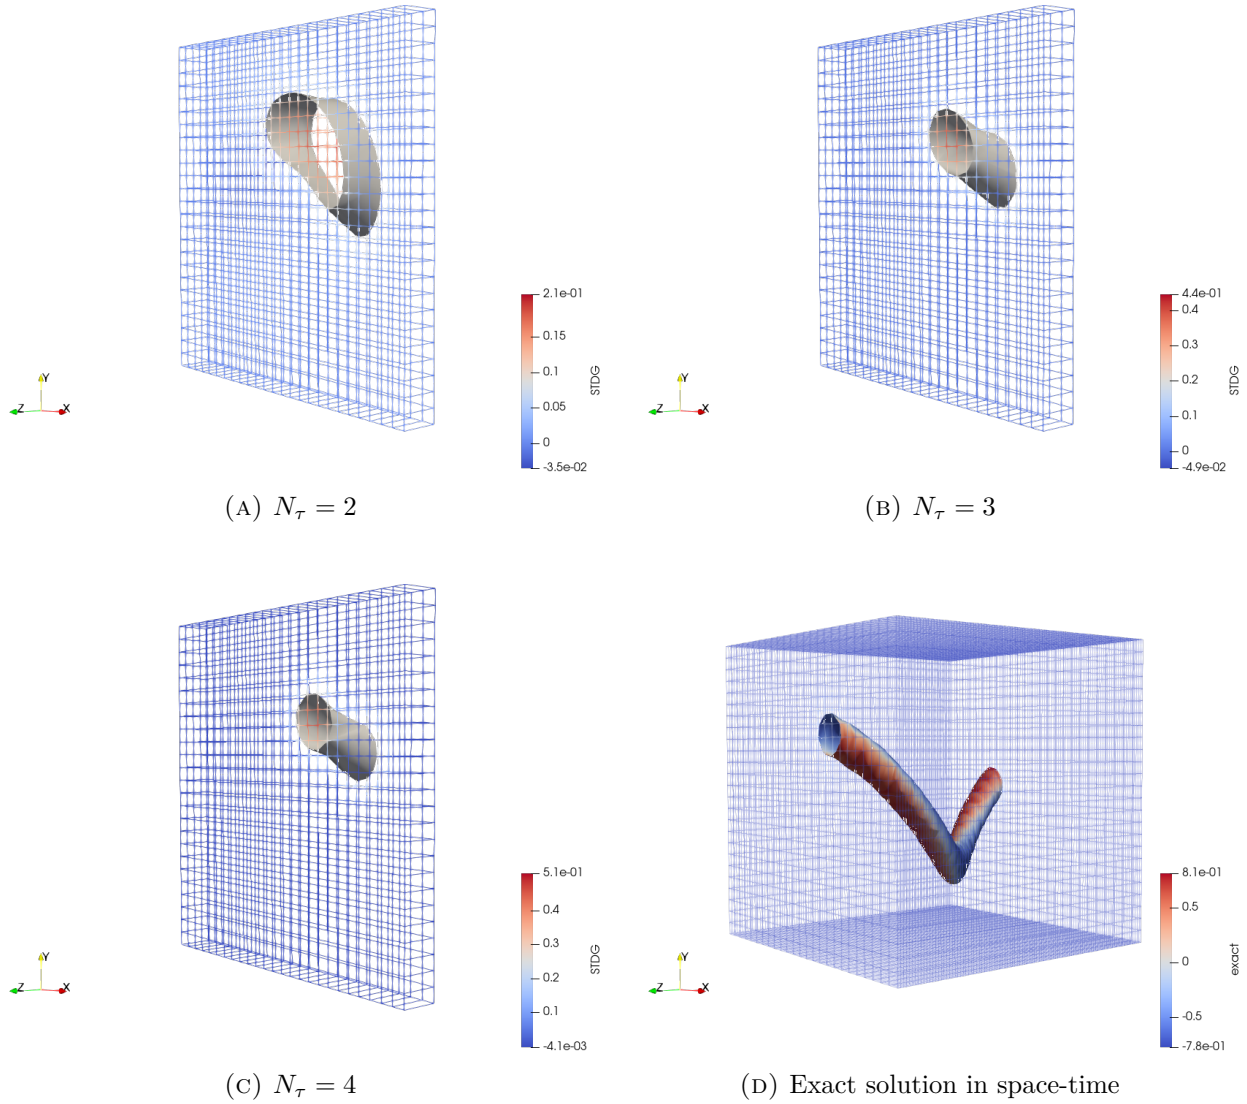 2.1e-01
0.15
0.1
0.05
0
-3.5e-02
STDG
Y
Z
X
(A) N_τ = 2
4.4e-01
0.4
0.3
0.2
0.1
0
-4.9e-02
STDG
Y
Z
X
(B) N_τ = 3
5.1e-01
0.4
0.3
0.2
0.1
-4.1e-03
STDG
Y
Z
X
(C) N_τ = 4
8.1e-01
0.5
0
-0.5
-7.8e-01
exact
Y
Z
X
(D) Exact solution in space-time